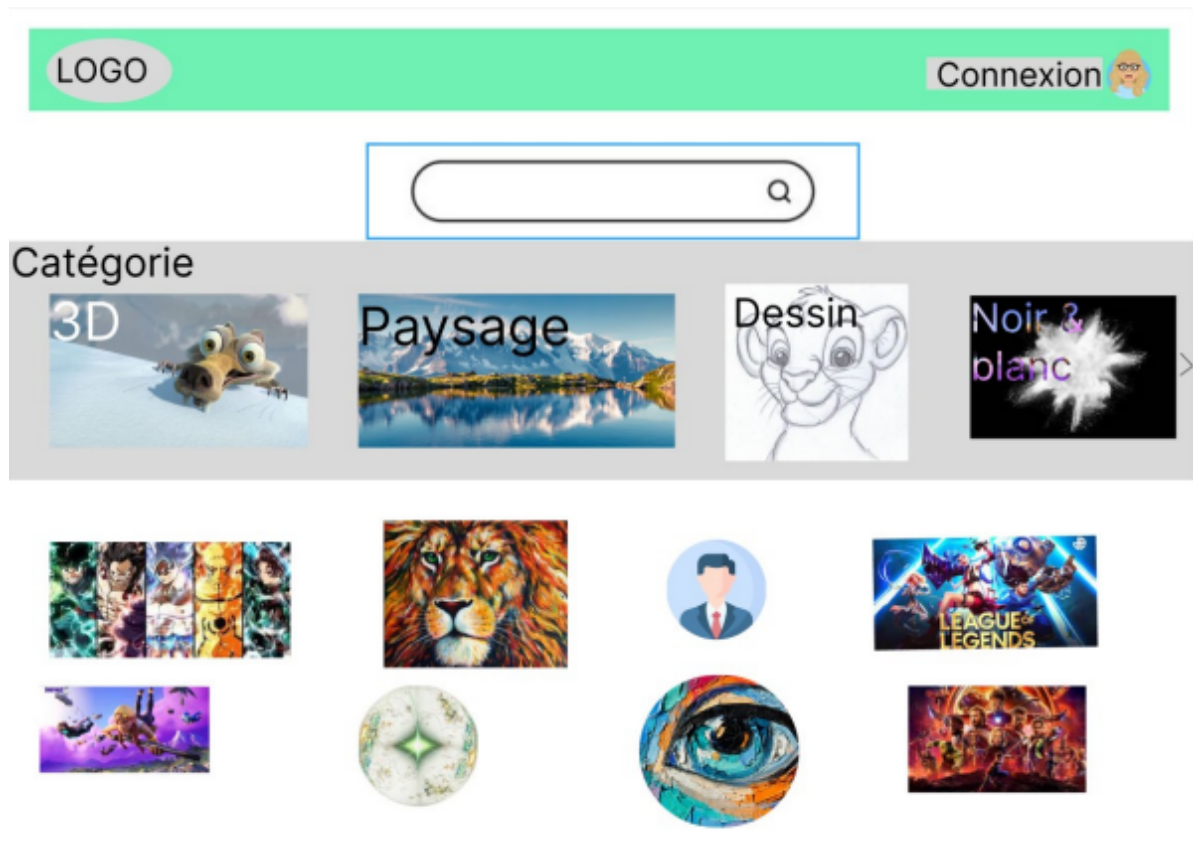 LOGO
Connexion
Catégorie
3D
Paysage
Dessin
Noir &
blanc
LEAGUE OF
LEGENDS